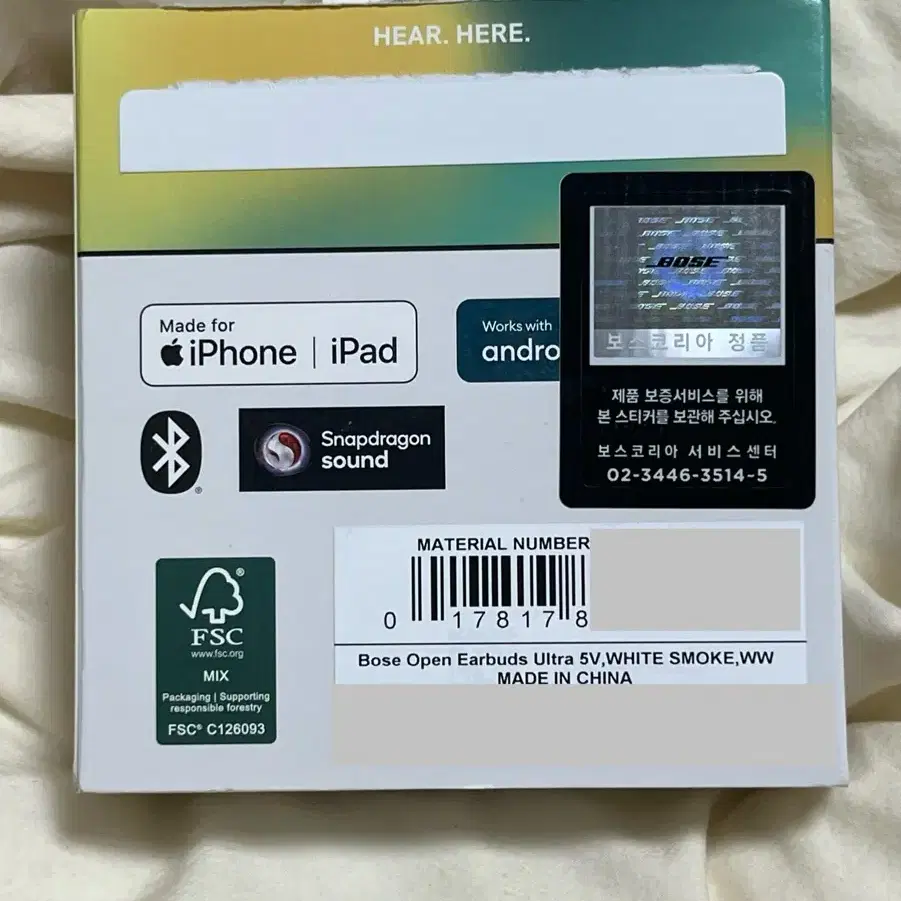 HEAR. HERE.
BOSE
보스코리아 정품
제품 보증서비스를 위해
본 스티커를 보관해 주십시오.
보스코리아 서비스센터
02-3446-3514~5
Made for
iPhone | iPad
Works with
andro
Snapdragon
sound
MATERIAL NUMBER
0 17817 8
Bose Open Earbuds Ultra 5V,WHITE SMOKE,WW
MADE IN CHINA
FSC
www.fsc.org
MIX
Packaging | Supporting
responsible forestry
FSC® C126093